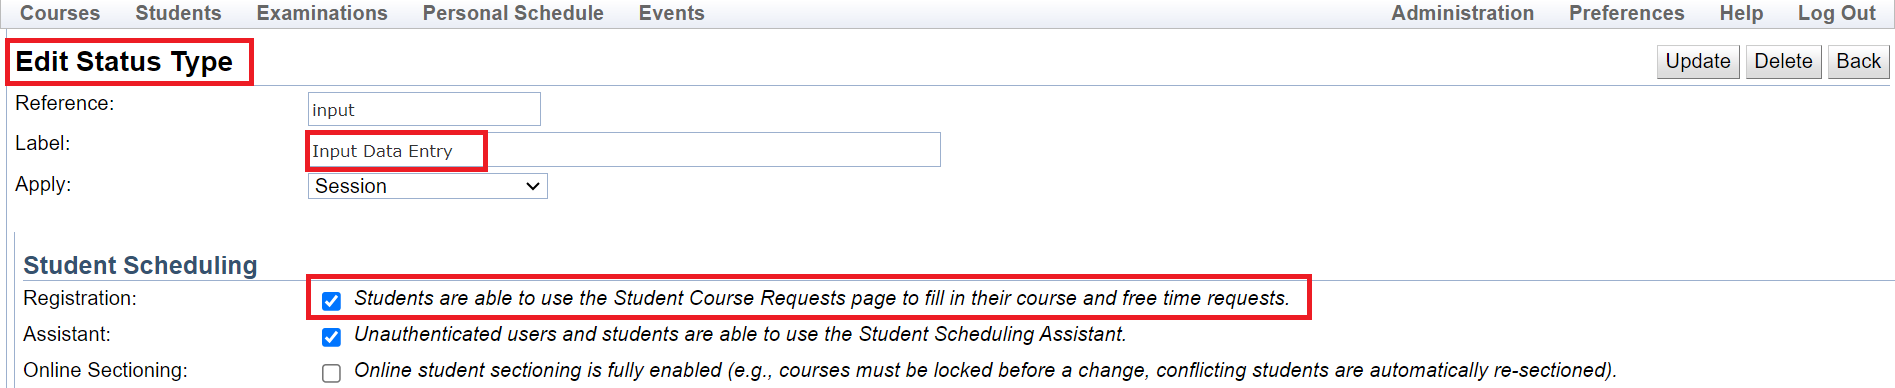 Courses Students Examinations Personal Schedule Events Administration Preferences Help Log Out
Edit Status Type Update Delete Back
Reference: input
Label: Input Data Entry
Apply: Session
Student Scheduling
Registration: Students are able to use the Student Course Requests page to fill in their course and free time requests.
Assistant: Unauthenticated users and students are able to use the Student Scheduling Assistant.
Online Sectioning: Online student sectioning is fully enabled (e.g., courses must be locked before a change, conflicting students are automatically re-sectioned).